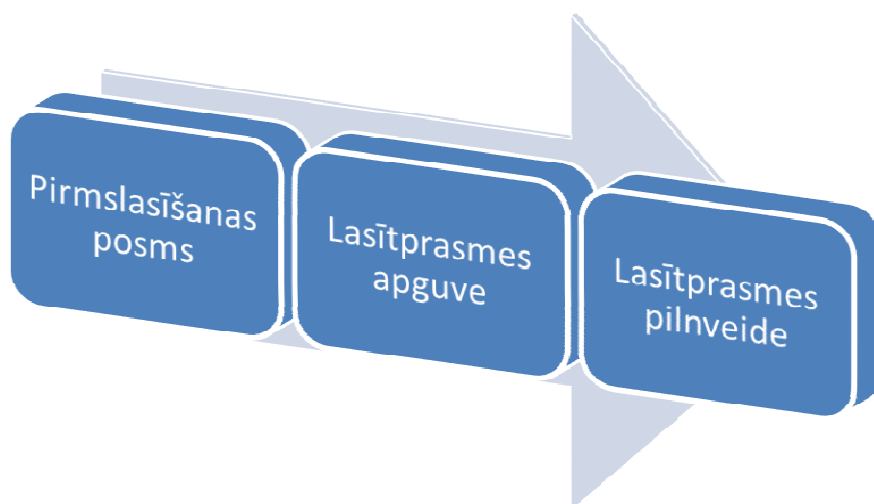 Pirmslasīšanas
posms
Lasītprasmes
apguve
Lasītprasmes
pilnveide